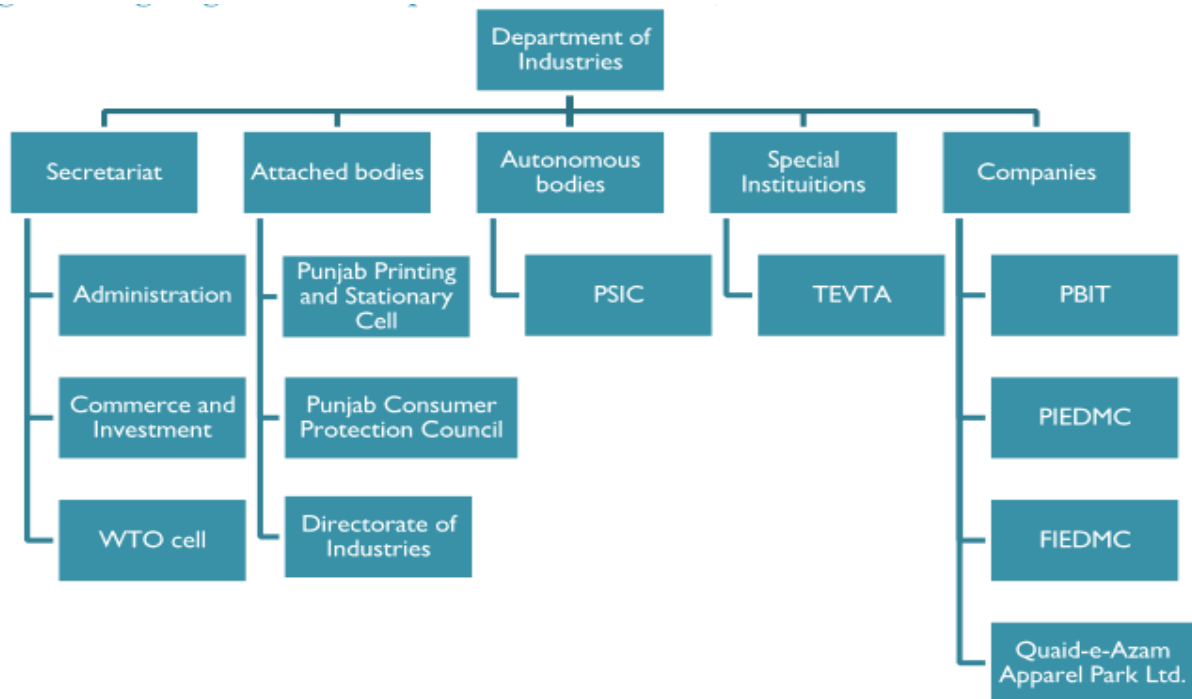 Department of
Industries
Secretariat
Attached bodies
Autonomous
bodies
Special
Instituitions
Companies
Administration
Punjab Printing
and Stationary
Cell
PSIC
TEVTA
PBIT
Commerce and
Investment
Punjab Consumer
Protection Council
PIEDMC
WTO cell
Directorate of
Industries
FIEDMC
Quaid-e-Azam
Apparel Park Ltd.